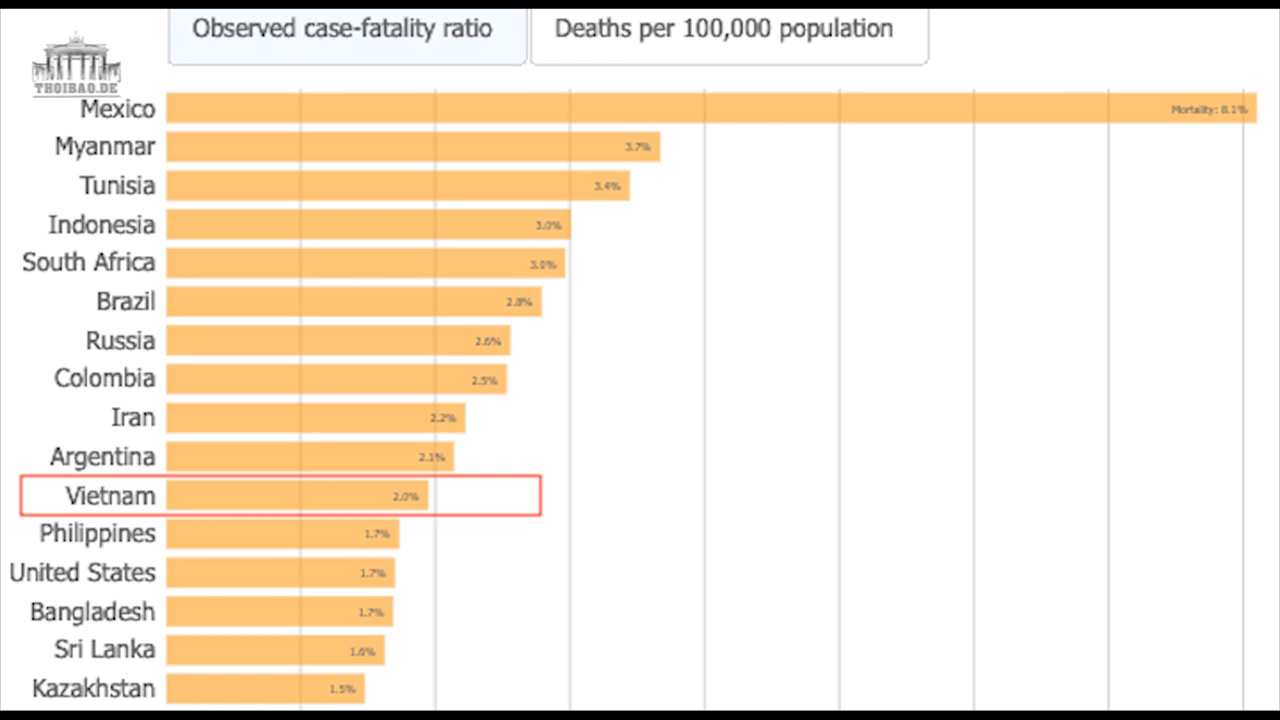 Observed case-fatality ratio
Deaths per 100,000 population
THOIBAO.DE
Mexico Mortality: 8.1%
Myanmar 3.7%
Tunisia 3.4%
Indonesia 3.0%
South Africa 3.0%
Brazil 2.8%
Russia 2.6%
Colombia 2.5%
Iran 2.2%
Argentina 2.1%
Vietnam 2.0%
Philippines 1.7%
United States 1.7%
Bangladesh 1.7%
Sri Lanka 1.6%
Kazakhstan 1.5%